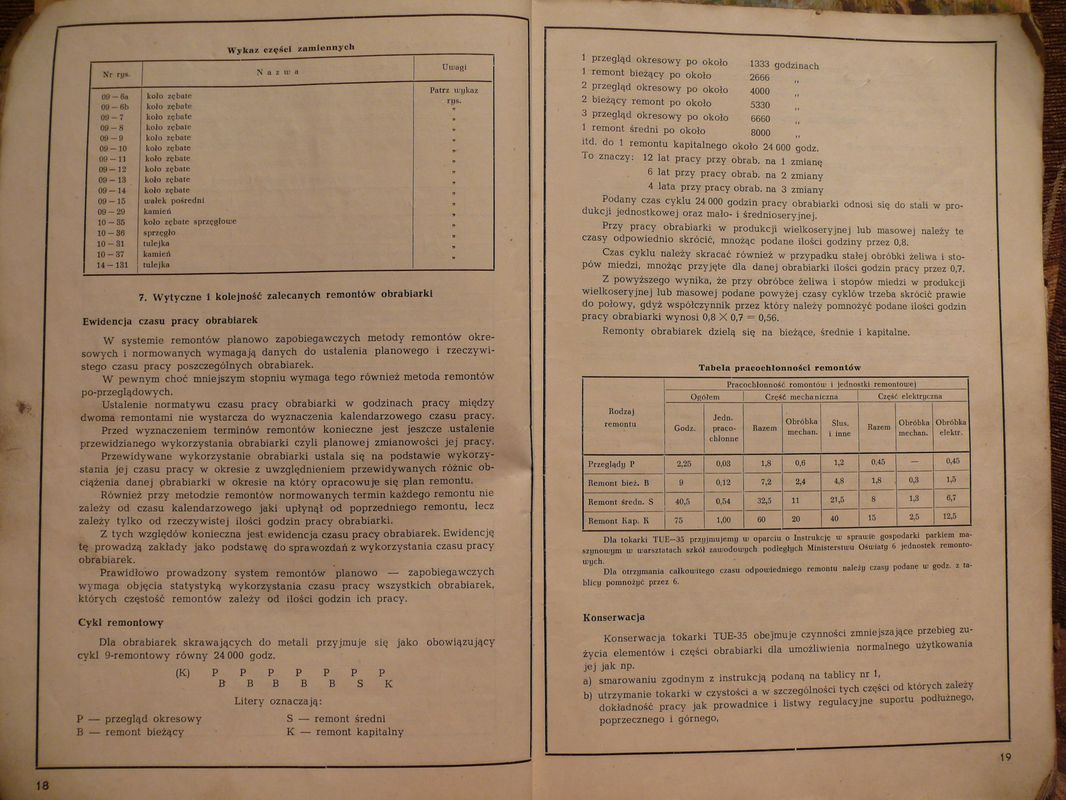 Wykaz części zamiennych
Nr rys. Nazwa Uwagi
09 — 6a koło zębate Patrz wykaz rys.
09 — 6b koło zębate "
09 — 7 koło zębate "
09 — 8 koło zębate "
09 — 9 koło zębate "
09 — 10 koło zębate "
09 — 11 koło zębate "
09 — 12 koło zębate "
09 — 13 koło zębate "
09 — 14 koło zębate "
09 — 15 wałek pośredni "
09 — 29 kamień "
10 — 35 koło zębate sprzęgłowe "
10 — 36 sprzęgło "
10 — 31 tulejka "
10 — 37 kamień "
14 — 131 tulejka
7. Wytyczne i kolejność zalecanych remontów obrabiarki
Ewidencja czasu pracy obrabiarek
W systemie remontów planowo zapobiegawczych metody remontów okre-
sowych i normowanych wymagają danych do ustalenia planowego i rzeczywi-
stego czasu pracy poszczególnych obrabiarek.
W pewnym choć mniejszym stopniu wymaga tego również metoda remontów
po-przeglądowych.
Ustalenie normatywu czasu pracy obrabiarki w godzinach pracy między
dwoma remontami nie wystarcza do wyznaczenia kalendarzowego czasu pracy.
Przed wyznaczeniem terminów remontów konieczne jest jeszcze ustalenie
przewidzianego wykorzystania obrabiarki czyli planowej zmianowości jej pracy.
Przewidywane wykorzystanie obrabiarki ustala się na podstawie wykorzy-
stania jej czasu pracy w okresie z uwzględnieniem przewidywanych różnic ob-
ciążenia danej obrabiarki w okresie na który opracowuje się plan remontu.
Również przy metodzie remontów normowanych termin każdego remontu nie
zależy od czasu kalendarzowego jaki upłynął od poprzedniego remontu, lecz
zależy tylko od rzeczywistej ilości godzin pracy obrabiarki.
Z tych względów konieczna jest ewidencja czasu pracy obrabiarek. Ewidencję
tę prowadzą zakłady jako podstawę do sprawozdań z wykorzystania czasu pracy
obrabiarek.
Prawidłowo prowadzony system remontów planowo — zapobiegawczych
wymaga objęcia statystyką wykorzystania czasu pracy wszystkich obrabiarek,
których częstość remontów zależy od ilości godzin ich pracy.
Cykl remontowy
Dla obrabiarek skrawających do metali przyjmuje się jako obowiązujący
cykl 9-remontowy równy 24 000 godz.
(K) P P P P P P P
B B B B B S K
Litery oznaczają:
P — przegląd okresowy S — remont średni
B — remont bieżący K — remont kapitalny
18
1 przegląd okresowy po około 1333 godzinach
1 remont bieżący po około 2666 "
2 przegląd okresowy po około 4000 "
2 bieżący remont po około 5330 "
3 przegląd okresowy po około 6660 "
1 remont średni po około 8000 "
itd. do 1 remontu kapitalnego około 24 000 godz.
To znaczy: 12 lat pracy przy obrab. na 1 zmianę
6 lat przy pracy obrab. na 2 zmiany
4 lata przy pracy obrab. na 3 zmiany
Podany czas cyklu 24 000 godzin pracy obrabiarki odnosi się do stali w pro-
dukcji jednostkowej oraz mało- i średnioseryjnej.
Przy pracy obrabiarki w produkcji wielkoseryjnej lub masowej należy te
czasy odpowiednio skrócić, mnożąc podane ilości godziny przez 0,8.
Czas cyklu należy skracać również w przypadku stałej obróbki żeliwa i sto-
pów miedzi, mnożąc przyjęte dla danej obrabiarki ilości godzin pracy przez 0,7.
Z powyższego wynika, że przy obróbce żeliwa i stopów miedzi w produkcji
wielkoseryjnej lub masowej podane powyżej czasy cyklów trzeba skrócić prawie
do połowy, gdyż współczynnik przez który należy pomnożyć podane ilości godzin
pracy obrabiarki wynosi 0,8 X 0,7 = 0,56.
Remonty obrabiarek dzielą się na bieżące, średnie i kapitalne.
Tabela pracochłonności remontów
Pracochłonność romontów i jednostki remontowej
Rodzaj remontu Ogółem Część mechaniczna Część elektryczna
Godz. Jedn. praco-chłonne Razem Obróbka mechan. Ślus. i inne Razem Obróbka mechan. Obróbka elektr.
Przeglądy P 2,25 0,03 1,8 0,6 1,2 0,45 — 0,45
Remont bież. B 9 0,12 7,2 2,4 4,8 1,8 0,3 1,5
Remont średn. S 40,5 0,54 32,5 11 21,5 8 1,3 6,7
Remont Kap. K 75 1,00 60 20 40 15 2,5 12,5
Dla tokarki TUE—35 przyjmujemy w oparciu o Instrukcję w sprawie gospodarki parkiem ma-
szynowym w warsztatach szkół zawodowych podległych Ministerstwu Oświaty 6 jednostek remonto-
wych.
Dla otrzymania całkowitego czasu odpowiedniego remontu należy czasy podane w godz. z ta-
blicy pomnożyć przez 6.
Konserwacja
Konserwacja tokarki TUE-35 obejmuje czynności zmniejszające przebieg zu-
życia elementów i części obrabiarki dla umożliwienia normalnego użytkowania
jej jak np.
a) smarowaniu zgodnym z instrukcją podaną na tablicy nr 1,
b) utrzymanie tokarki w czystości a w szczególności tych części od których zależy
dokładność pracy jak prowadnice i listwy regulacyjne suportu podłużnego,
poprzecznego i górnego,
19